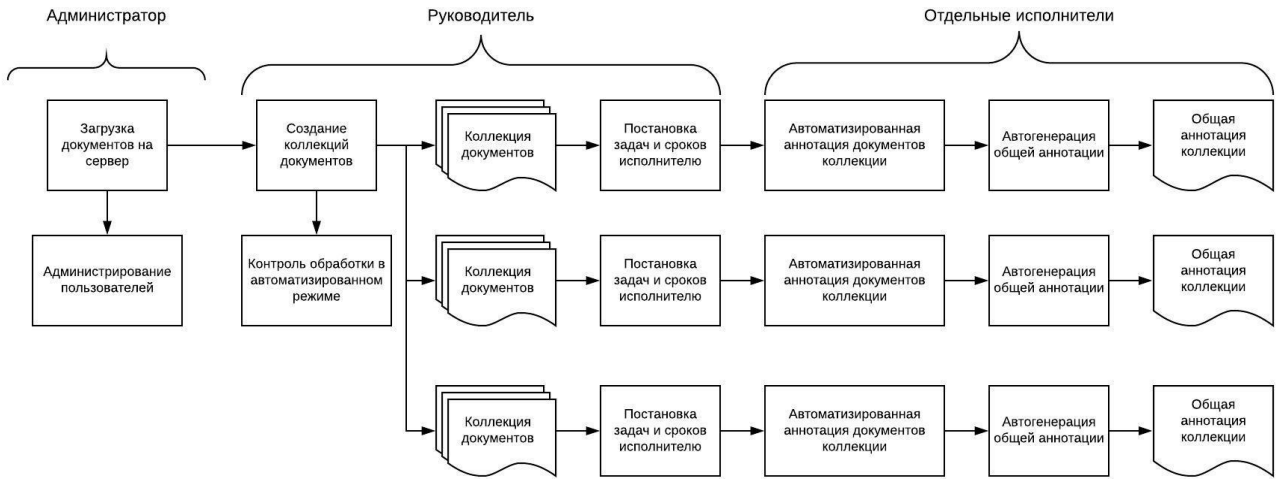 Администратор
Руководитель
Отдельные исполнители
Загрузка
документов на
сервер
Создание
коллекций
документов
Коллекция
документов
Постановка
задач и сроков
исполнителю
Автоматизированная
аннотация документов
коллекции
Автогенерация
общей аннотации
Общая
аннотация
коллекции
Администрирование
пользователей
Контроль обработки в
автоматизированном
режиме
Коллекция
документов
Постановка
задач и сроков
исполнителю
Автоматизированная
аннотация документов
коллекции
Автогенерация
общей аннотации
Общая
аннотация
коллекции
Коллекция
документов
Постановка
задач и сроков
исполнителю
Автоматизированная
аннотация документов
коллекции
Автогенерация
общей аннотации
Общая
аннотация
коллекции